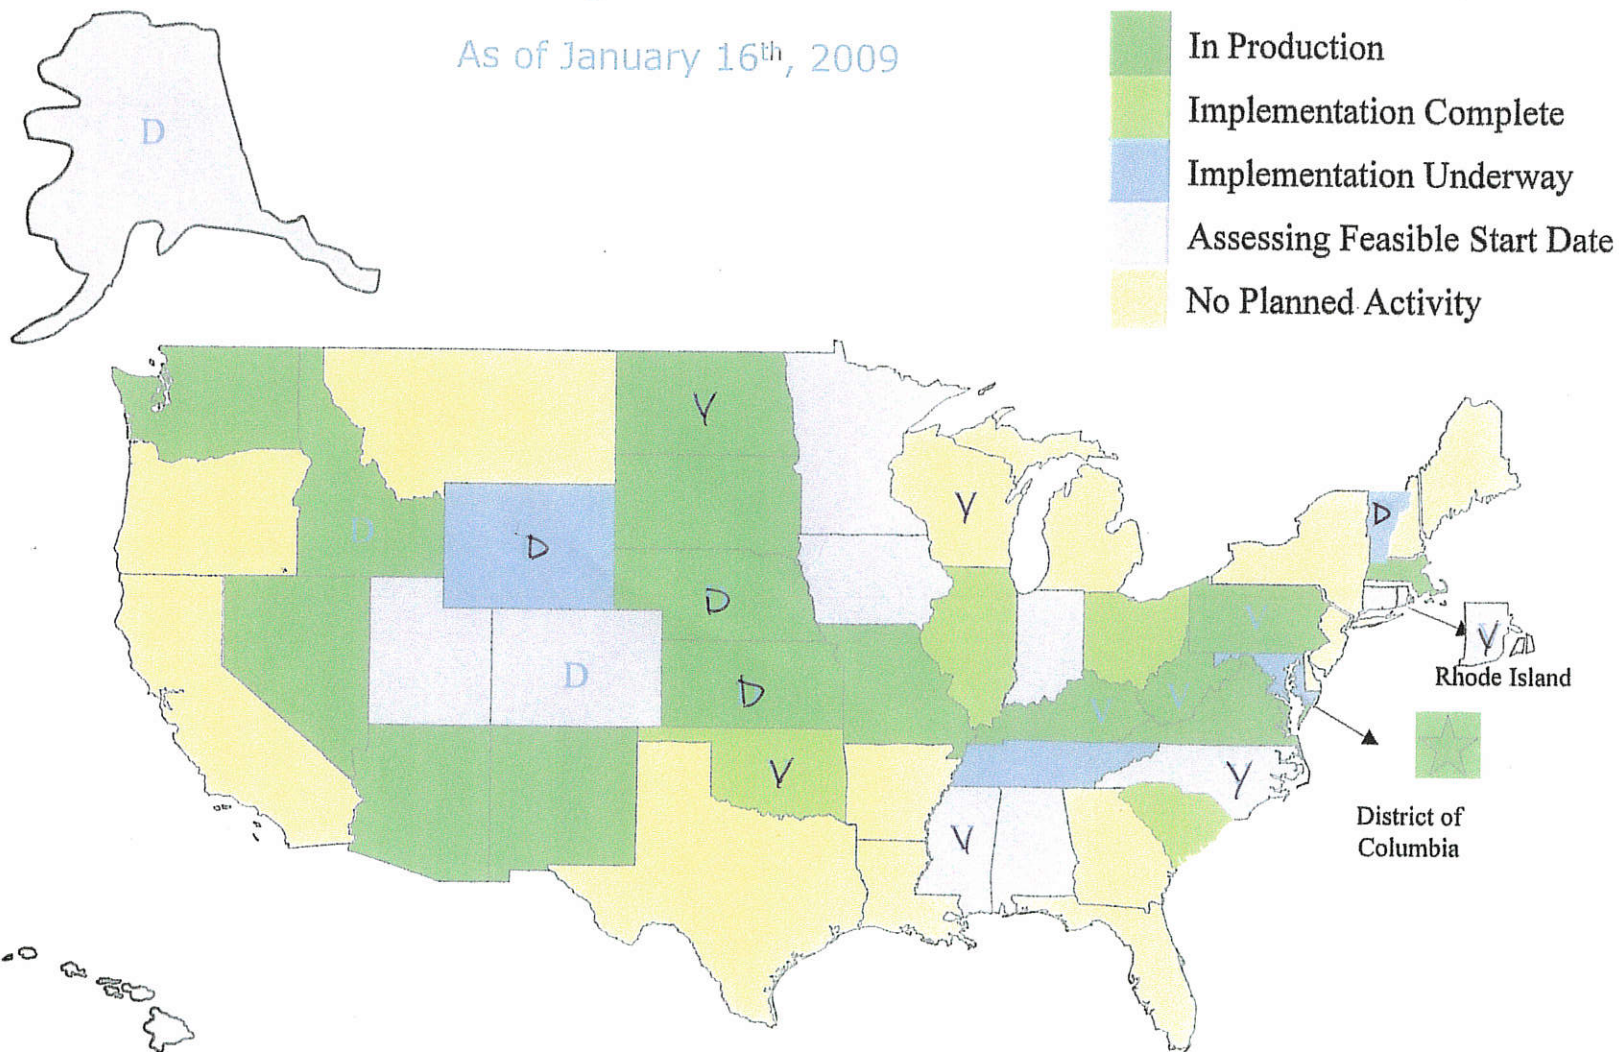 As of January 16th, 2009
In Production
Implementation Complete
Implementation Underway
Assessing Feasible Start Date
No Planned Activity
D
V
V
D
D
D
D
D
D
V
V
Rhode Island
V
V
V
V
V
District of
Columbia